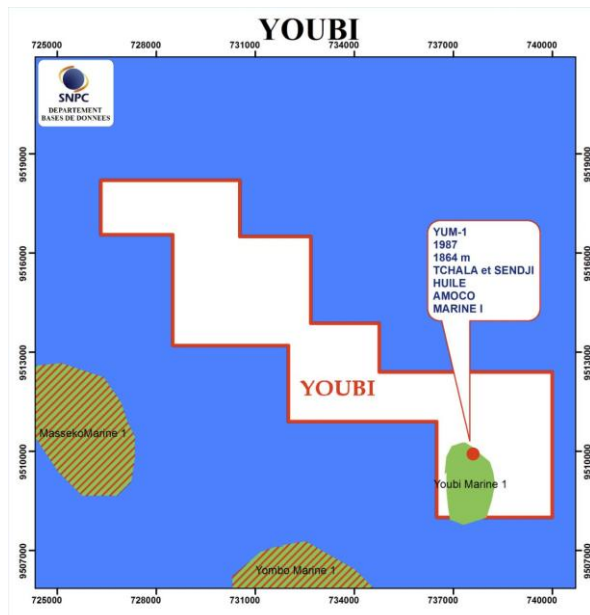 YOUBI
725000
728000
731000
734000
737000
740000
SNPC
DEPARTEMENT
BASES DE DONNEES
9519000
9519000
9516000
9516000
YUM-1
1987
1864 m
TCHALA et SENDJI
HUILE
AMOCO
MARINE I
9513000
9513000
YOUBI
MassekoMarine 1
9510000
9510000
Youbi Marine 1
9507000
9507000
Yombo Marine 1
725000
728000
731000
734000
737000
740000